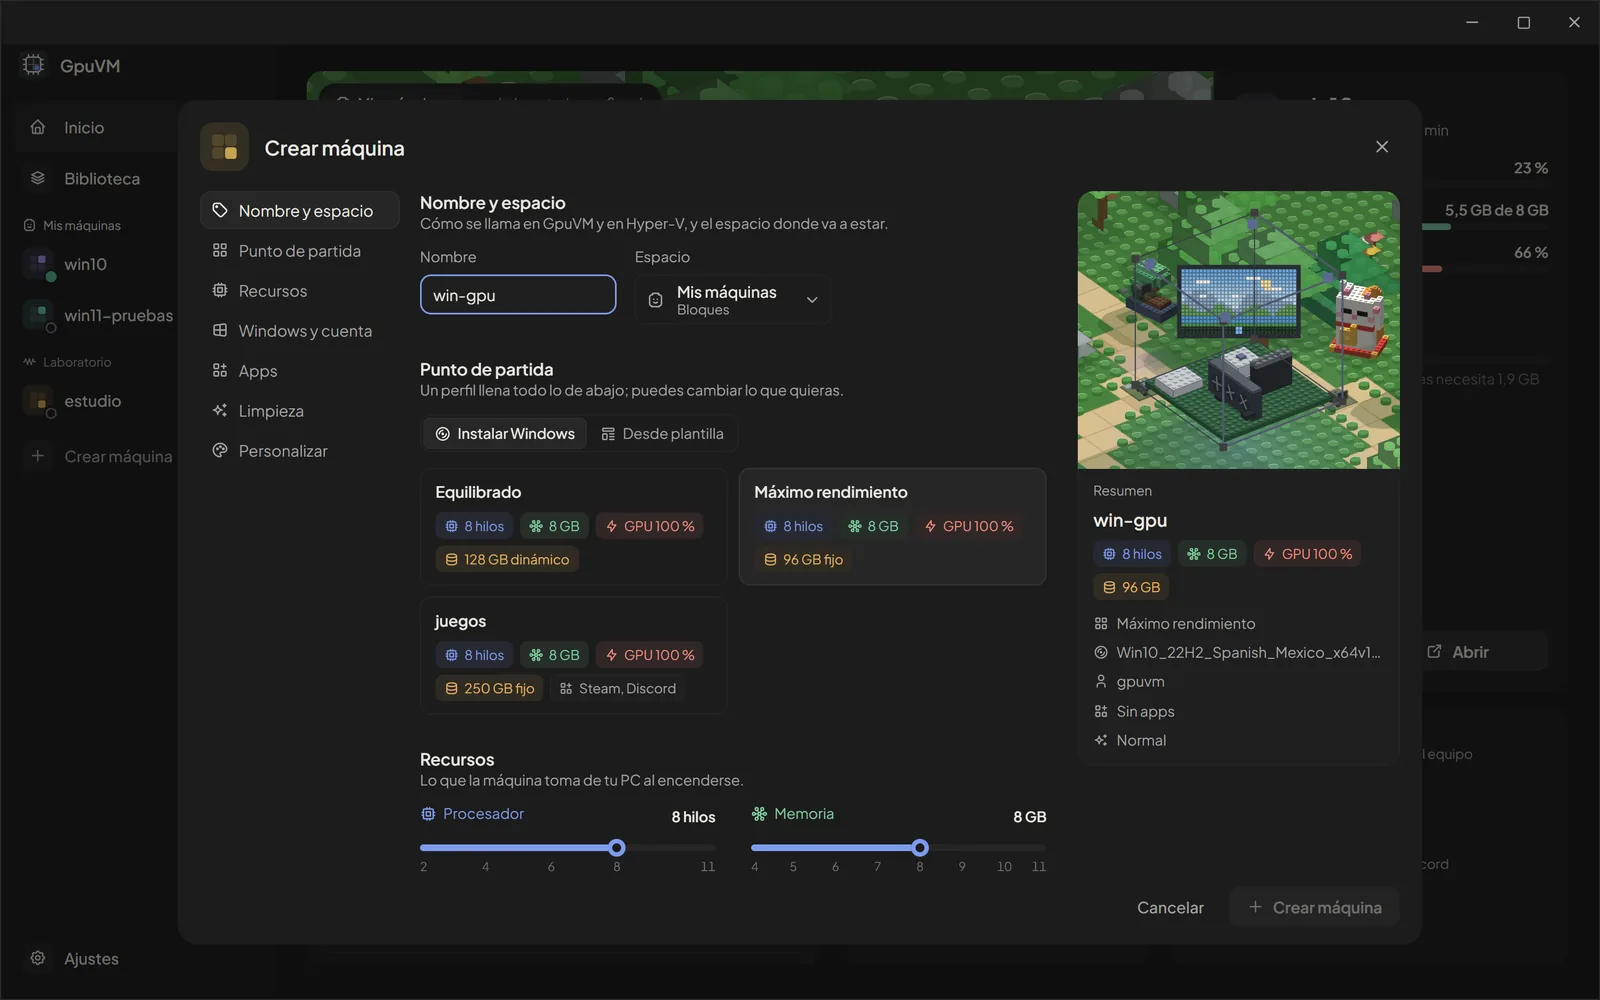 GpuVM
Inicio
Biblioteca
Mis máquinas
win10
win11-pruebas
Laboratorio
estudio
Crear máquina
Ajustes
Crear máquina
Nombre y espacio
Punto de partida
Recursos
Windows y cuenta
Apps
Limpieza
Personalizar
Nombre y espacio
Cómo se llama en GpuVM y en Hyper-V, y el espacio donde va a estar.
Nombre
Espacio
win-gpu
Mis máquinas
Bloques
Punto de partida
Un perfil llena todo lo de abajo; puedes cambiar lo que quieras.
Instalar Windows
Desde plantilla
Equilibrado
8 hilos
8 GB
GPU 100 %
128 GB dinámico
Máximo rendimiento
8 hilos
8 GB
GPU 100 %
96 GB fijo
juegos
8 hilos
8 GB
GPU 100 %
250 GB fijo
Steam, Discord
Recursos
Lo que la máquina toma de tu PC al encenderse.
Procesador
8 hilos
2 4 6 8 11
Memoria
8 GB
4 5 6 7 8 9 10 11
Resumen
win-gpu
8 hilos
8 GB
GPU 100 %
96 GB
Máximo rendimiento
Win10_22H2_Spanish_Mexico_x64v1...
gpuvm
Sin apps
Normal
Cancelar
Crear máquina
min
23 %
5,5 GB de 8 GB
66 %
necesita 1,9 GB
Abrir
equipo